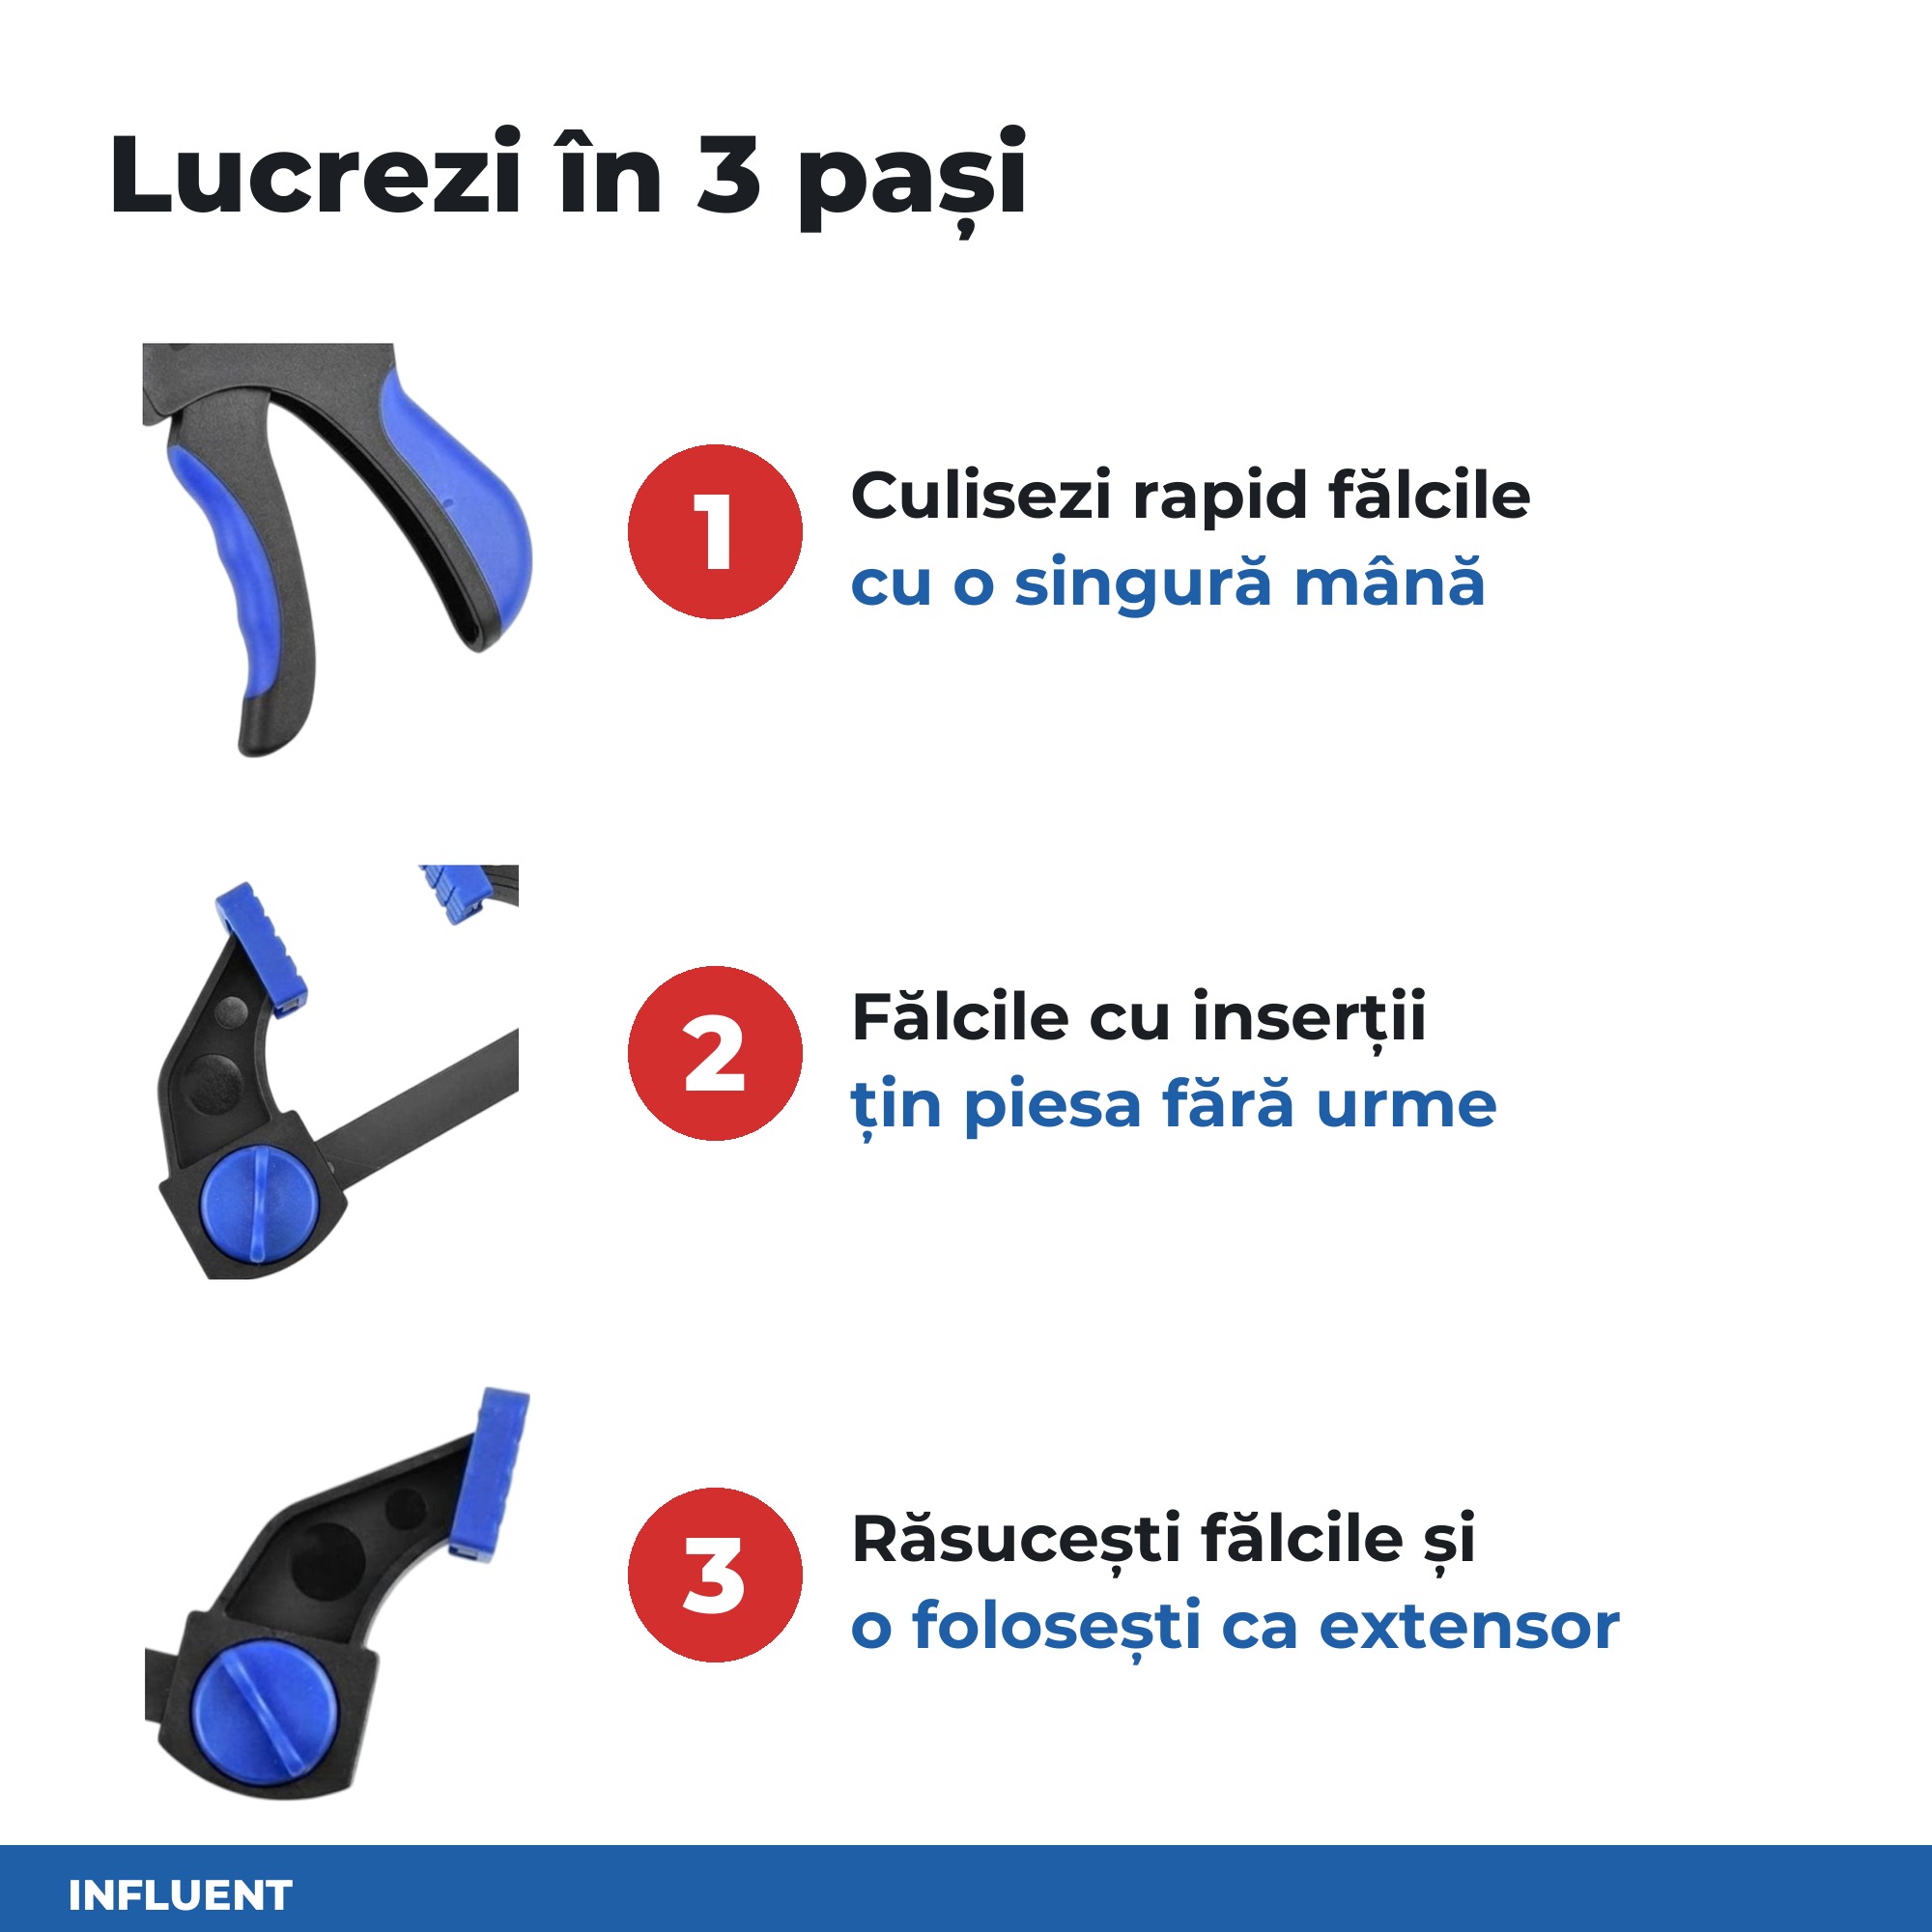 Lucrezi în 3 pași
1
Culisezi rapid fălcile
cu o singură mână
2
Fălcile cu inserții
țin piesa fără urme
3
Răsucești fălcile și
o folosești ca extensor
INFLUENT